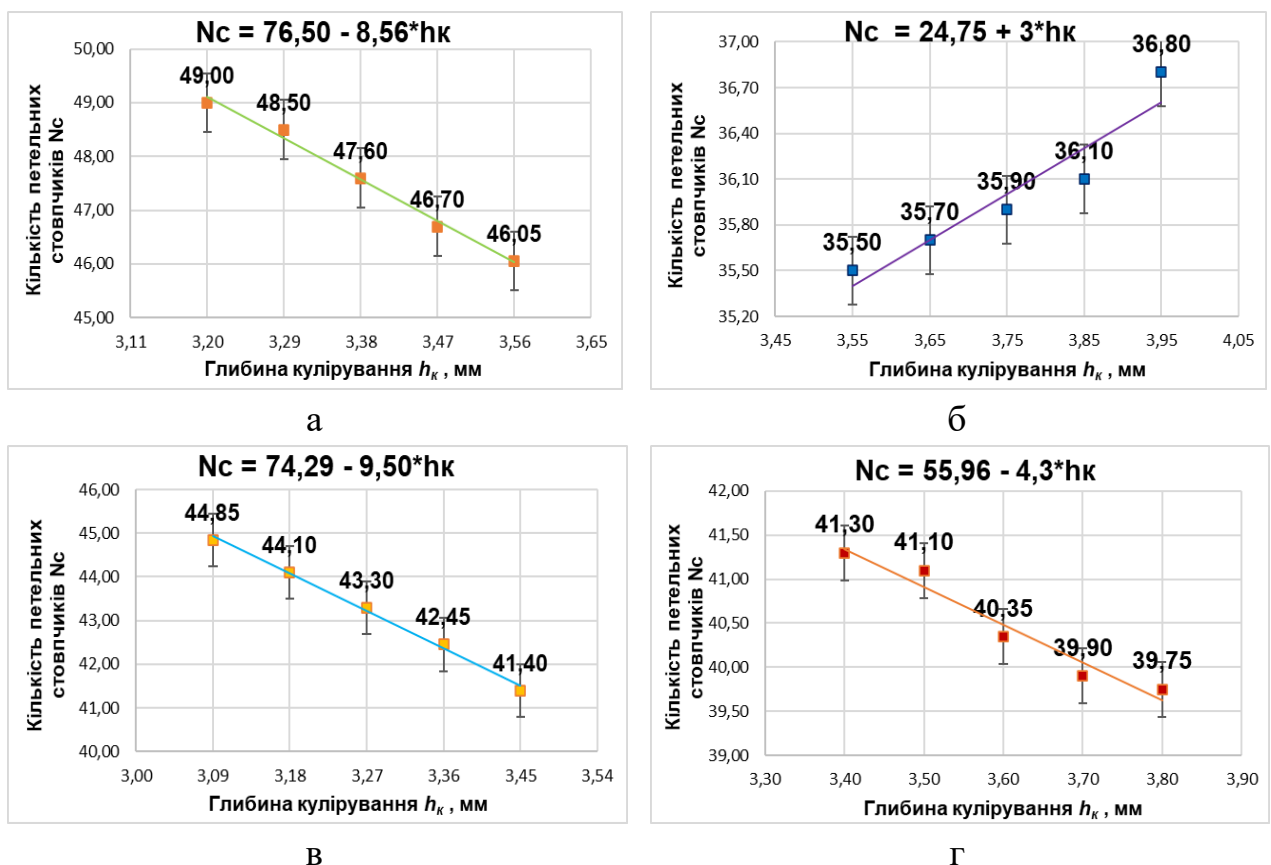 Nc = 76,50 - 8,56*hк
Кількість петельних
стовпчиків Nc
50,00
49,00
48,00
47,00
46,00
45,00
49,00
48,50
47,60
46,70
46,05
3,11 3,20 3,29 3,38 3,47 3,56 3,65
Глибина кулірування hк , мм
а
Nc = 24,75 + 3*hк
Кількість петельних
стовпчиків Nc
37,00
36,70
36,40
36,10
35,80
35,50
35,20
35,50
35,70
35,90
36,10
36,80
3,45 3,55 3,65 3,75 3,85 3,95 4,05
Глибина кулірування hк , мм
б
Nc = 74,29 - 9,50*hк
Кількість петельних
стовпчиків Nc
46,00
45,00
44,00
43,00
42,00
41,00
40,00
44,85
44,10
43,30
42,45
41,40
3,00 3,09 3,18 3,27 3,36 3,45 3,54
Глибина кулірування hк , мм
в
Nc = 55,96 - 4,3*hк
Кількість петельних
стовпчиків Nc
42,00
41,50
41,00
40,50
40,00
39,50
39,00
41,30
41,10
40,35
39,90
39,75
3,30 3,40 3,50 3,60 3,70 3,80 3,90
Глибина кулірування hк , мм
г